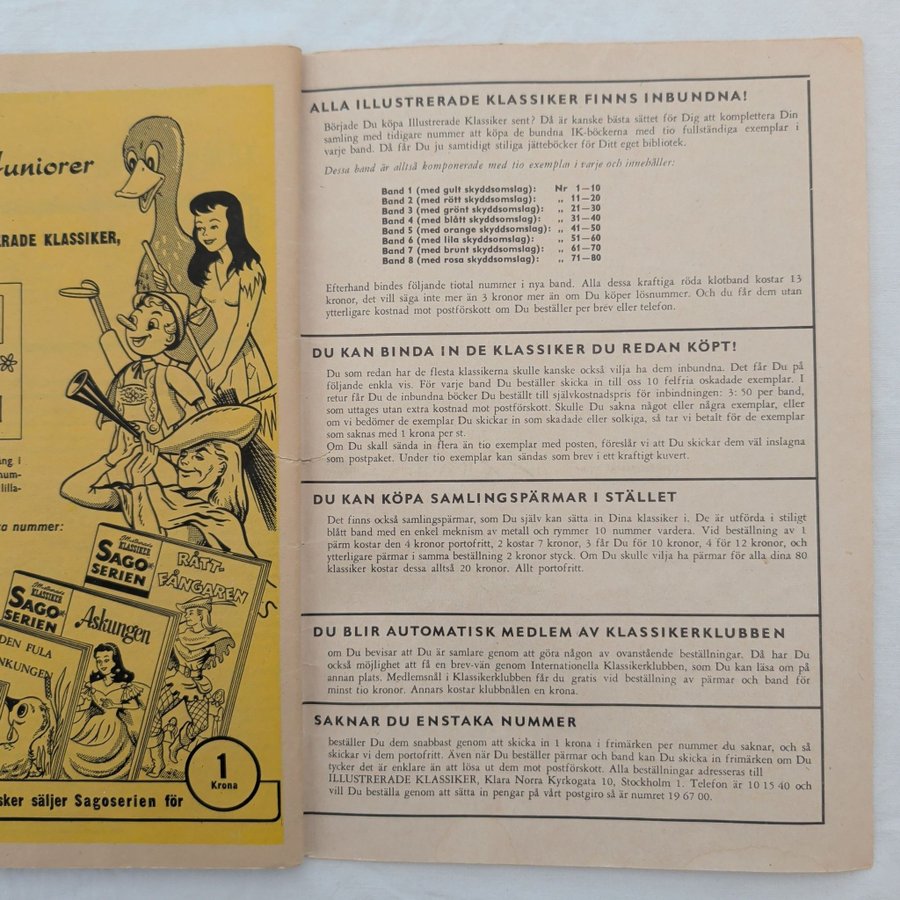 Juniorer
ERADE KLASSIKER,
ång i
num-
lilla-
nummer:
Illustrerade
KLASSIKER
SAGO
SERIEN
RÅTT-
FÅNGAREN
Illustrerade
KLASSIKER
SAGO
SERIEN
Askungen
DEN FULA
ANKUNGEN
1
Krona
sker säljer Sagoserien för
ALLA ILLUSTRERADE KLASSIKER FINNS INBUNDNA!
Började Du köpa Illustrerade Klassiker sent? Då är kanske bästa sättet för Dig att komplettera Din
samling med tidigare nummer att köpa de bundna IK-böckerna med tio fullständiga exemplar i
varje band. Då får Du ju samtidigt stiliga jätteböcker för Ditt eget bibliotek.
Dessa band är alltså komponerade med tio exemplar i varje och innehåller:
Band 1 (med gult skyddsomslag): Nr 1—10
Band 2 (med rött skyddsomslag): „ 11—20
Band 3 (med grönt skyddsomslag): „ 21—30
Band 4 (med blått skyddsomslag): „ 31—40
Band 5 (med orange skyddsomslag): „ 41—50
Band 6 (med lila skyddsomslag): „ 51—60
Band 7 (med brunt skyddsomslag): „ 61—70
Band 8 (med rosa skyddsomslag): „ 71—80
Efterhand bindes följande tiotal nummer i nya band. Alla dessa kraftiga röda klotband kostar 13
kronor, det vill säga inte mer än 3 kronor mer än om Du köper lösnummer. Och du får dem utan
ytterligare kostnad mot postförskott om Du beställer per brev eller telefon.
DU KAN BINDA IN DE KLASSIKER DU REDAN KÖPT!
Du som redan har de flesta klassikerna skulle kanske också vilja ha dem inbundna. Det får Du på
följande enkla vis. För varje band Du beställer skicka in till oss 10 felfria oskadade exemplar. I
retur får Du de inbundna böcker Du beställt till självkostnadspris för inbindningen: 3: 50 per band,
som uttages utan extra kostnad mot postförskott. Skulle Du sakna något eller några exemplar, eller
om vi bedömer de exemplar Du skickar in som skadade eller solkiga, så tar vi betalt för de exemplar
som saknas med 1 krona per st.
Om Du skall sända in flera än tio exemplar med posten, föreslår vi att Du skickar dem väl inslagna
som postpaket. Under tio exemplar kan sändas som brev i ett kraftigt kuvert.
DU KAN KÖPA SAMLINGSPÄRMAR I STÄLLET
Det finns också samlingspärmar, som Du själv kan sätta in Dina klassiker i. De är utförda i stiligt
blått band med en enkel meknism av metall och rymmer 10 nummer vardera. Vid beställning av 1
pärm kostar den 4 kronor portofritt, 2 kostar 7 kronor, 3 får Du för 10 kronor, 4 för 12 kronor, och
ytterligare pärmar i samma beställning 2 kronor styck. Om Du skulle vilja ha pärmar för alla dina 80
klassiker kostar dessa alltså 20 kronor. Allt portofritt.
DU BLIR AUTOMATISK MEDLEM AV KLASSIKERKLUBBEN
om Du bevisar att Du är samlare genom att göra någon av ovanstående beställningar. Då har Du
också möjlighet att få en brev-vän genom Internationella Klassikerklubben, som Du kan läsa om på
annan plats. Medlemsnål i Klassikerklubben får du gratis vid beställning av pärmar och band för
minst tio kronor. Annars kostar klubbnålen en krona.
SAKNAR DU ENSTAKA NUMMER
beställer Du dem snabbast genom att skicka in 1 krona i frimärken per nummer du saknar, och så
skickar vi dem portofritt. Även när Du beställer pärmar och band kan Du skicka in frimärken om Du
tycker det är enklare än att lösa ut dem mot postförskott. Alla beställningar adresseras till
ILLUSTRERADE KLASSIKER, Klara Norra Kyrkogata 10, Stockholm 1. Telefon är 10 15 40 och
vill Du beställa genom att sätta in pengar på vårt postgiro så är numret 19 67 00.